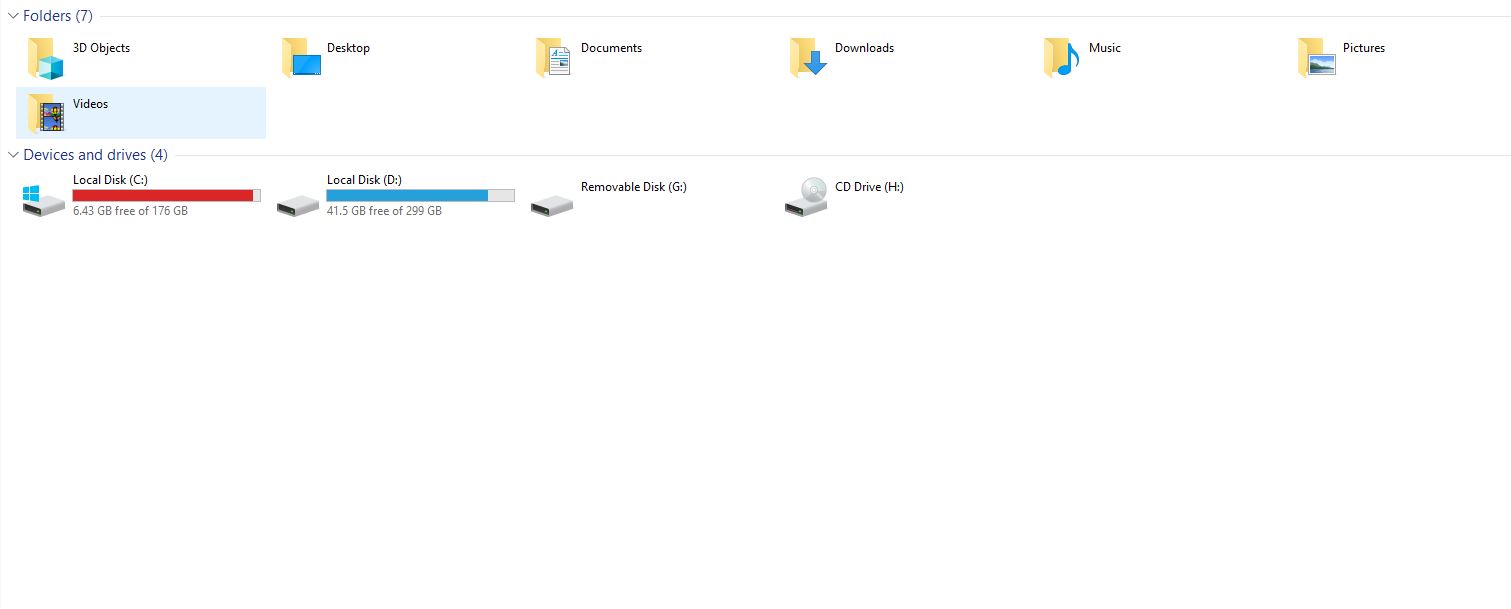 Folders (7)
3D Objects
Desktop
Documents
Downloads
Music
Pictures
Videos
Devices and drives (4)
Local Disk (C:)
6.43 GB free of 176 GB
Local Disk (D:)
41.5 GB free of 299 GB
Removable Disk (G:)
CD Drive (H:)